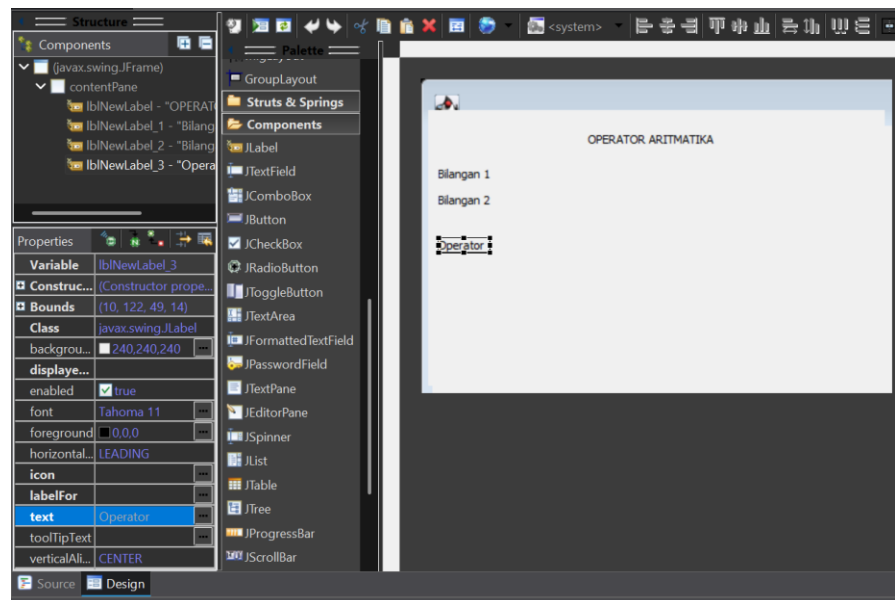 Structure
Components
(javax.swing.JFrame)
contentPane
lblNewLabel - "OPERAT
lblNewLabel_1 - "Bilang
lblNewLabel_2 - "Bilang
lblNewLabel_3 - "Opera
Properties
Variable lblNewLabel_3
Construc... (Constructor prope...
Bounds (10, 122, 49, 14)
Class javax.swing.JLabel
backgrou... 240,240,240 ...
displaye...
enabled true
font Tahoma 11 ...
foreground 0,0,0 ...
horizontal... LEADING
icon ...
labelFor ...
text Operator ...
toolTipText ...
verticalAli... CENTER
Source Design
<system>
Palette
GroupLayout
Struts & Springs
Components
JLabel
JTextField
JComboBox
JButton
JCheckBox
JRadioButton
JToggleButton
JTextArea
JFormattedTextField
JPasswordField
JTextPane
JEditorPane
JSpinner
JList
JTable
JTree
JProgressBar
JScrollBar
OPERATOR ARITMATIKA
Bilangan 1
Bilangan 2
Operator